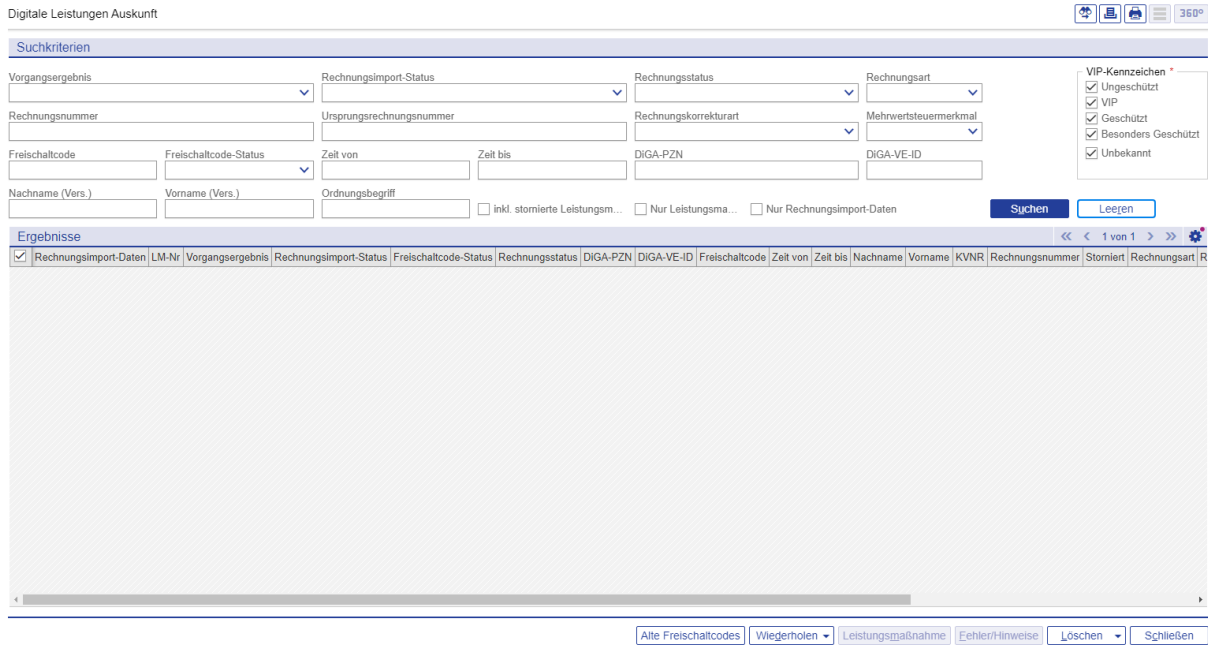 Digitale Leistungen Auskunft
360°
Suchkriterien
Vorgangsergebnis Rechnungsimport-Status Rechnungsstatus Rechnungsart VIP-Kennzeichen *
Ungeschützt
VIP
Rechnungsnummer Ursprungsrechnungsnummer Rechnungskorrekturart Mehrwertsteuermerkmal Geschützt
Besonders Geschützt
Freischaltcode Freischaltcode-Status Zeit von Zeit bis DiGA-PZN DiGA-VE-ID Unbekannt
Nachname (Vers.) Vorname (Vers.) Ordnungsbegriff
inkl. stornierte Leistungsm... Nur Leistungsma... Nur Rechnungsimport-Daten Suchen Leeren
Ergebnisse 1 von 1
Rechnungsimport-Daten LM-Nr Vorgangsergebnis Rechnungsimport-Status Freischaltcode-Status Rechnungsstatus DiGA-PZN DiGA-VE-ID Freischaltcode Zeit von Zeit bis Nachname Vorname KVNR Rechnungsnummer Storniert Rechnungsart R
Alte Freischaltcodes Wiederholen Leistungsmaßnahme Fehler/Hinweise Löschen Schließen